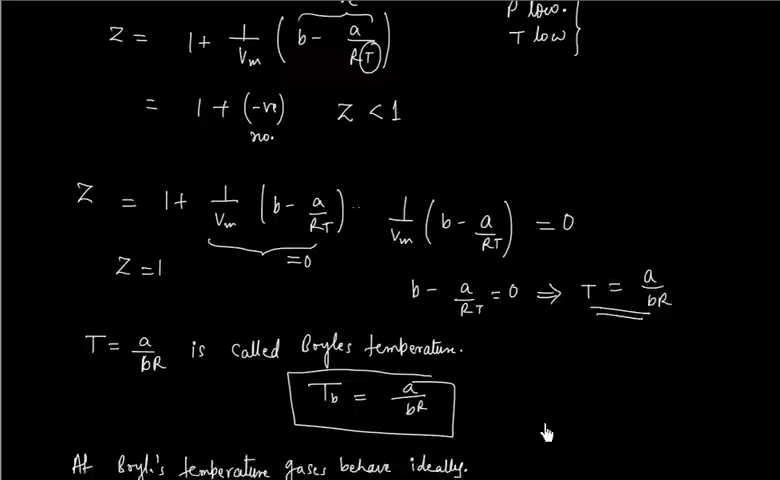 P low.
Z = 1 + 1/Vm (b - a/RT) T low
= 1 + (-ve no.) Z < 1
Z = 1 + 1/Vm (b - a/RT) .. 1/Vm (b - a/RT) = 0
Z = 1 = 0
b - a/RT = 0 ⇒ T = a/bR
T = a/bR is called Boyles temperature.
Tb = a/bR
At Boyle's temperature gases behave ideally.